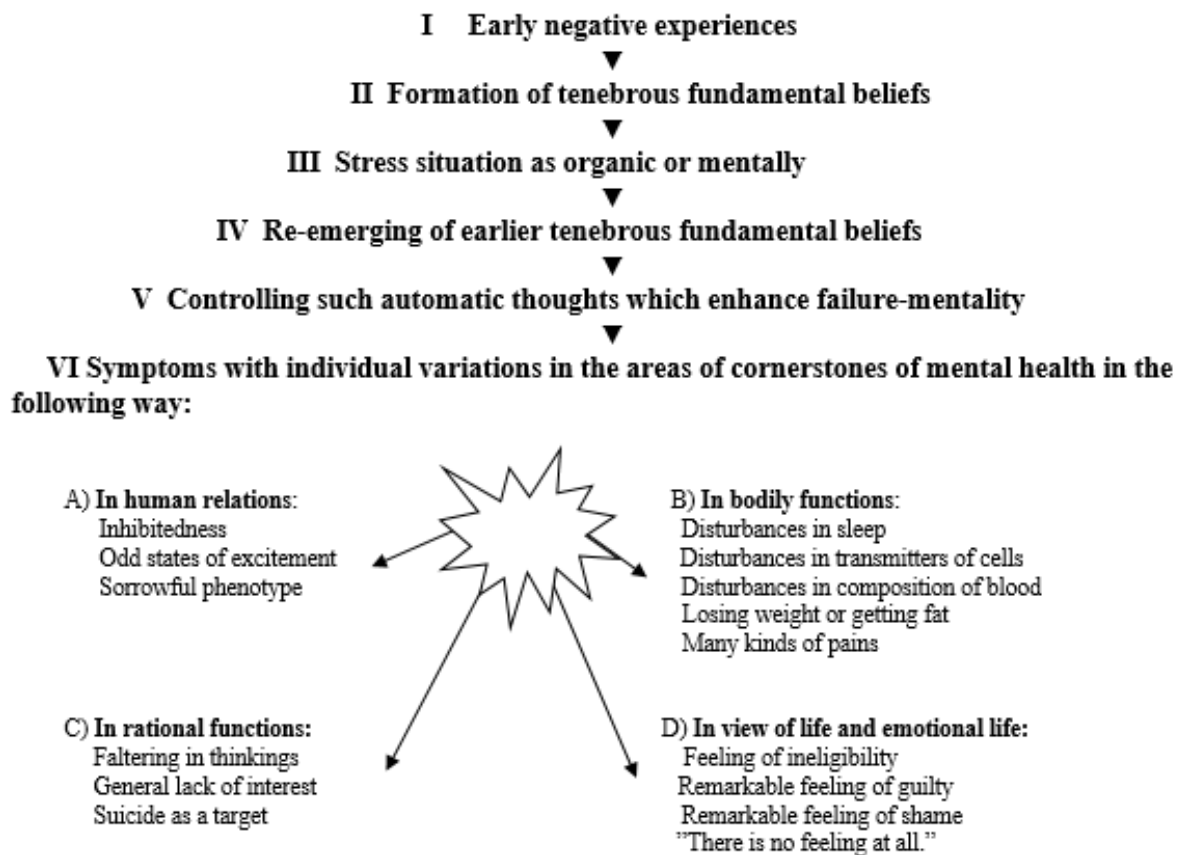 I Early negative experiences
▼
II Formation of tenebrous fundamental beliefs
▼
III Stress situation as organic or mentally
▼
IV Re-emerging of earlier tenebrous fundamental beliefs
▼
V Controlling such automatic thoughts which enhance failure-mentality
▼
VI Symptoms with individual variations in the areas of cornerstones of mental health in the
following way:
A) In human relations:
Inhibitedness
Odd states of excitement
Sorrowful phenotype
B) In bodily functions:
Disturbances in sleep
Disturbances in transmitters of cells
Disturbances in composition of blood
Losing weight or getting fat
Many kinds of pains
C) In rational functions:
Faltering in thinkings
General lack of interest
Suicide as a target
D) In view of life and emotional life:
Feeling of ineligibility
Remarkable feeling of guilty
Remarkable feeling of shame
”There is no feeling at all.”